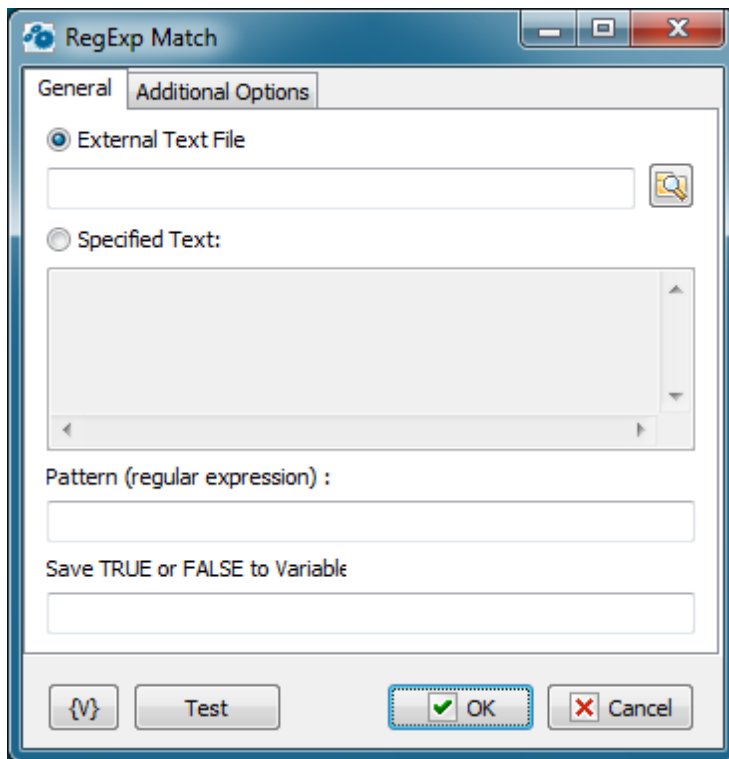 RegExp Match
General Additional Options
External Text File
Specified Text:
Pattern (regular expression) :
Save TRUE or FALSE to Variable
{V} Test OK Cancel